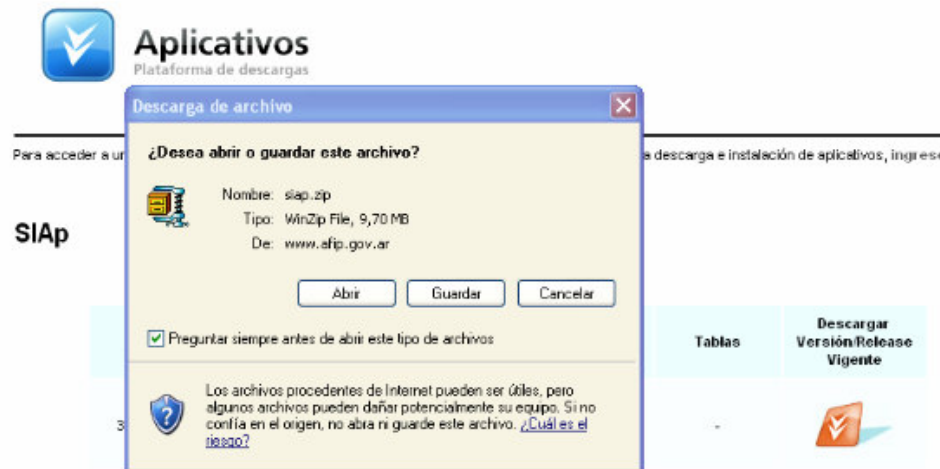 Aplicativos
Plataforma de descargas
Descarga de archivo
Para acceder a un
a descarga e instalación de aplicativos, ingrese
¿Desea abrir o guardar este archivo?
Nombre: siap.zip
Tipo: WinZip File, 9,70 MB
De: www.afip.gov.ar
SIAp
Abrir Guardar Cancelar
Preguntar siempre antes de abrir este tipo de archivos
Tablas
Descargar
Versión/Release
Vigente
Los archivos procedentes de Internet pueden ser útiles, pero
algunos archivos pueden dañar potencialmente su equipo. Si no
confía en el origen, no abra ni guarde este archivo. ¿Cuál es el
riesgo?
3
-